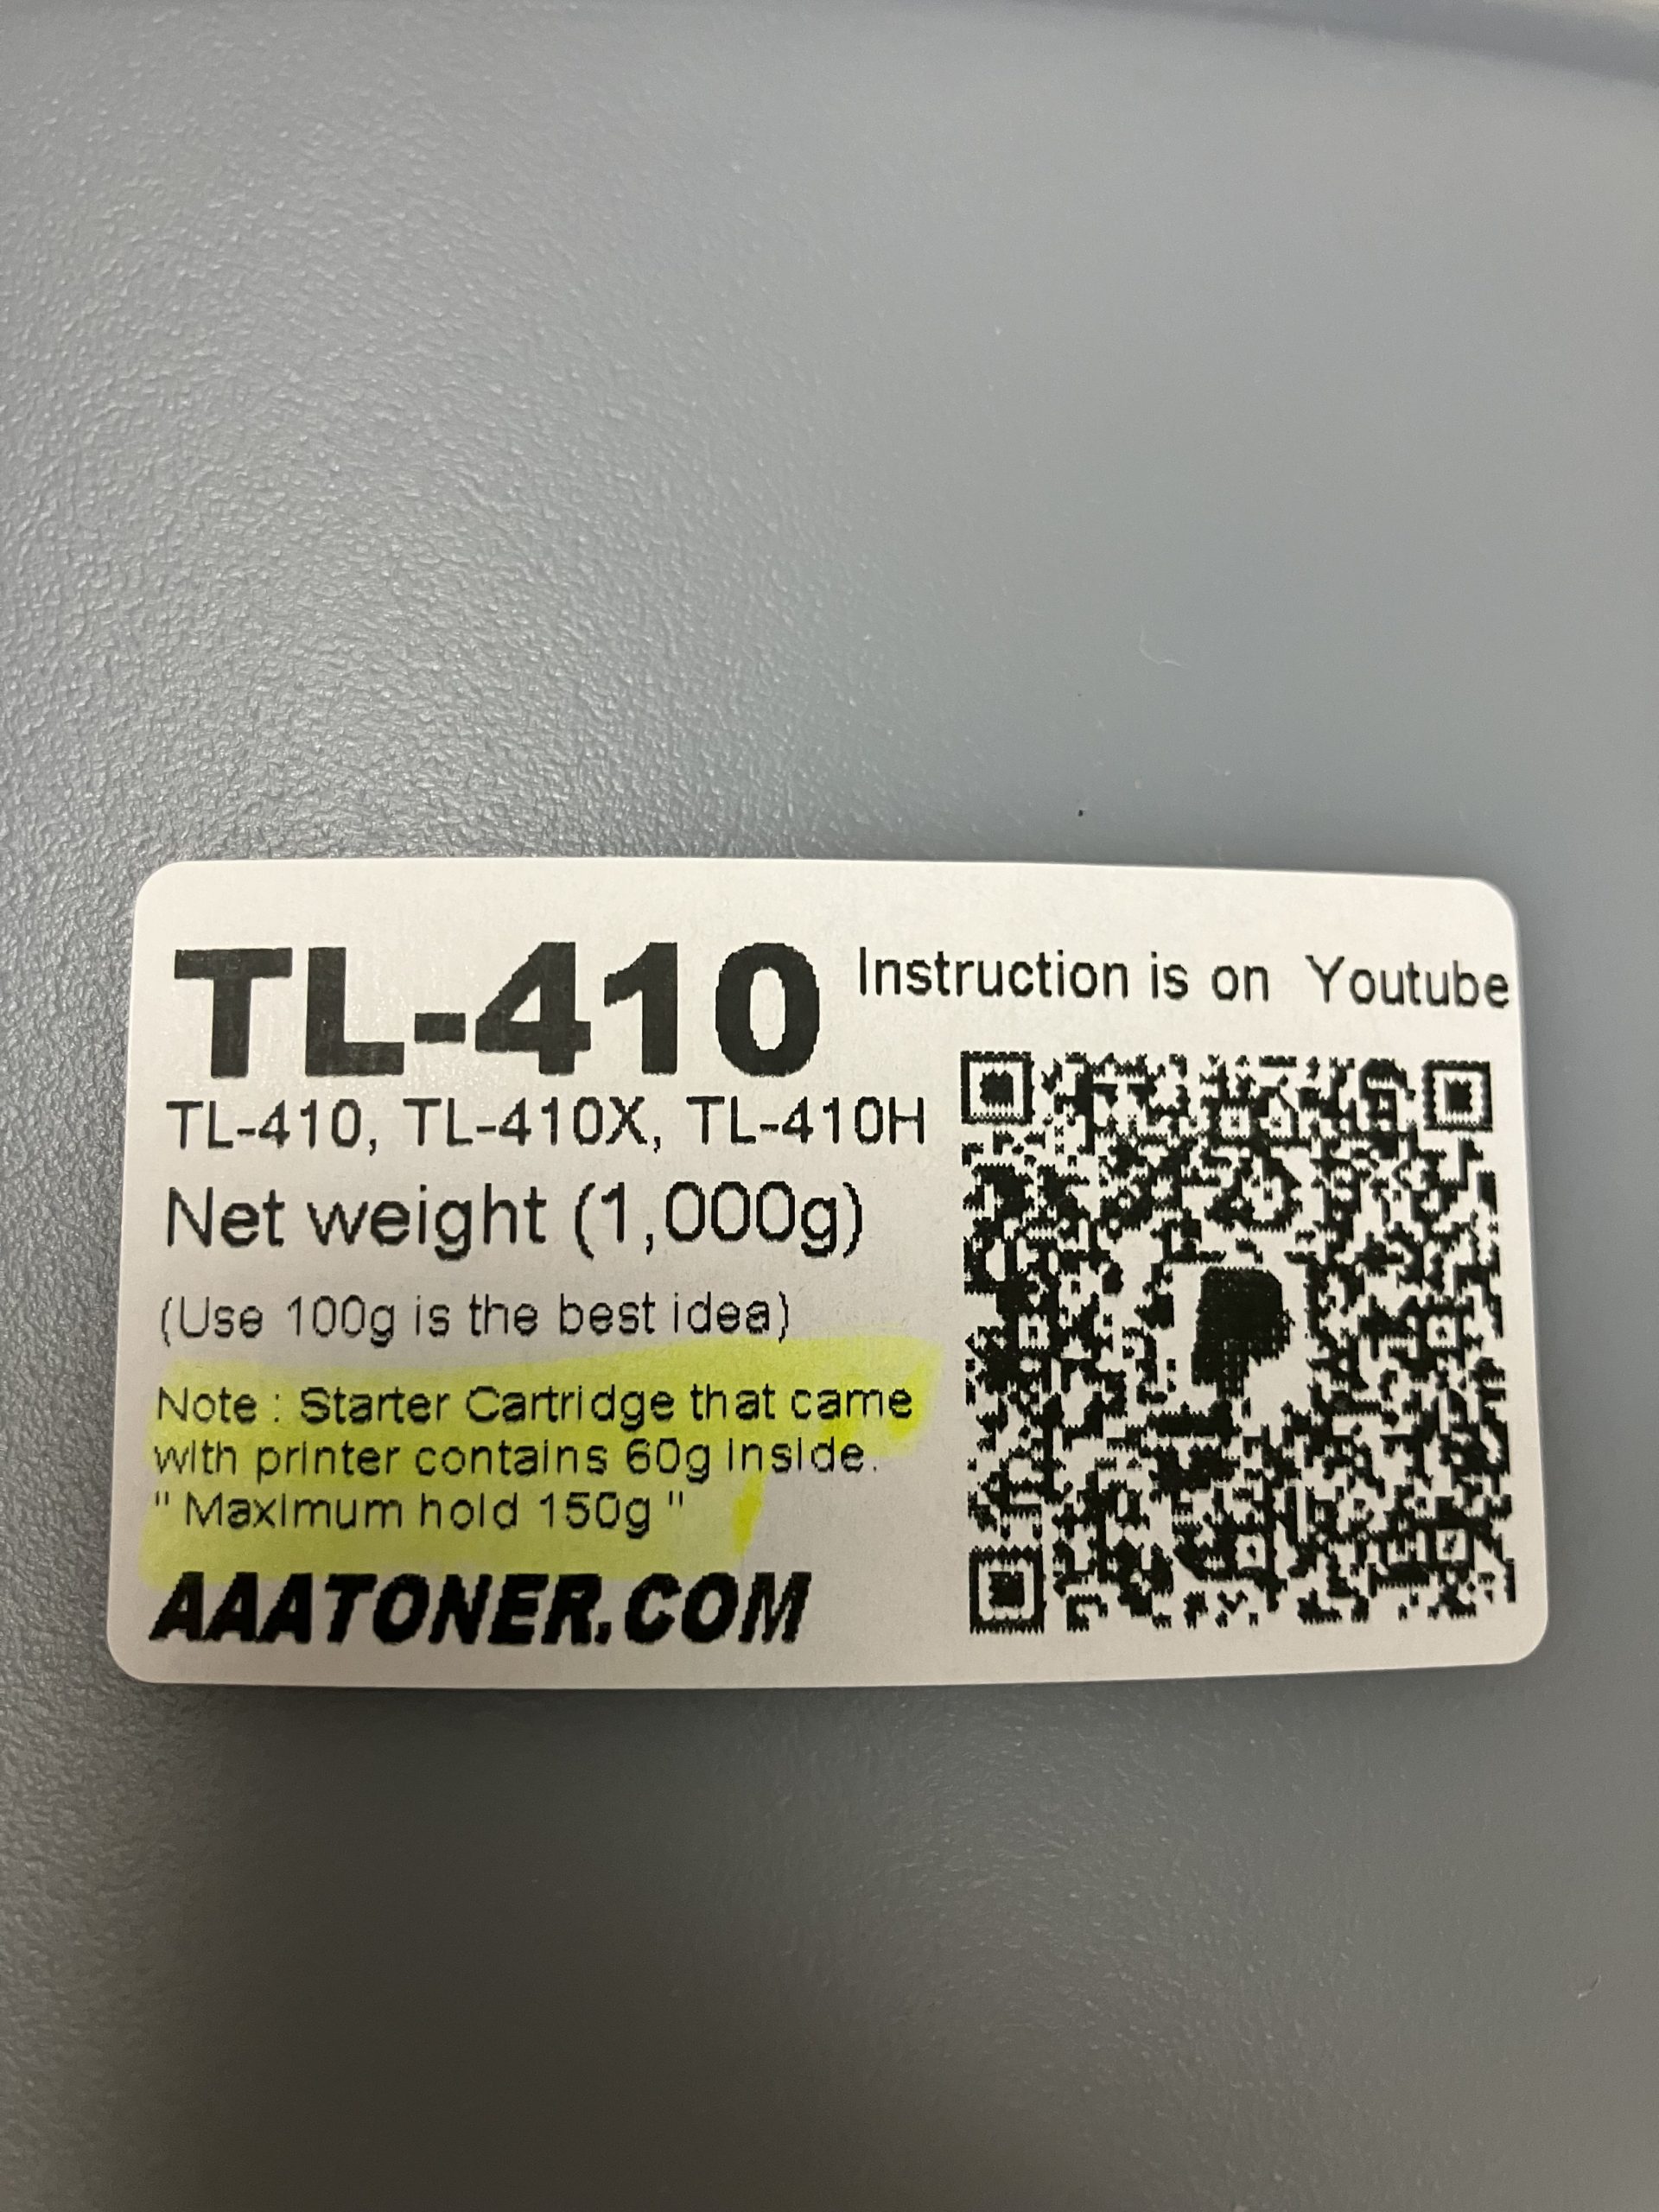 TL-410
Instruction is on Youtube
TL-410, TL-410X, TL-410H
Net weight (1,000g)
(Use 100g is the best idea)
Note : Starter Cartridge that came
with printer contains 60g inside.
" Maximum hold 150g "
AAATONER.COM